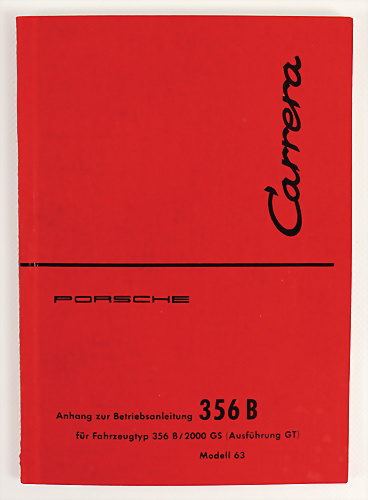 Carrera
PORSCHE
Anhang zur Betriebsanleitung 356 B
für Fahrzeugtyp 356 B/2000 GS (Ausführung GT)
Modell 63